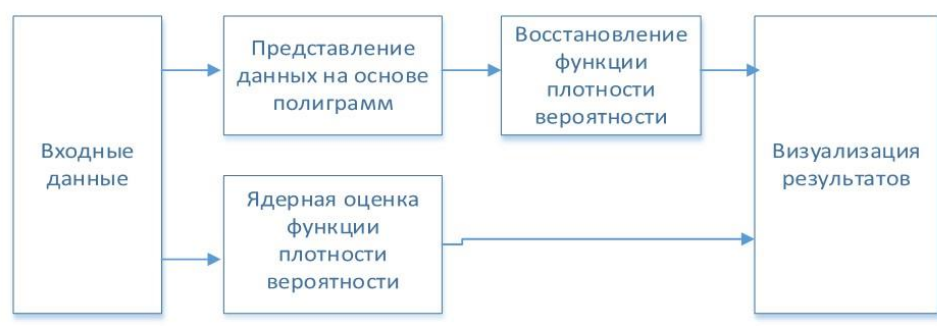 Входные
данные
Представление
данных на основе
полиграмм
Восстановление
функции
плотности
вероятности
Ядерная оценка
функции
плотности
вероятности
Визуализация
результатов